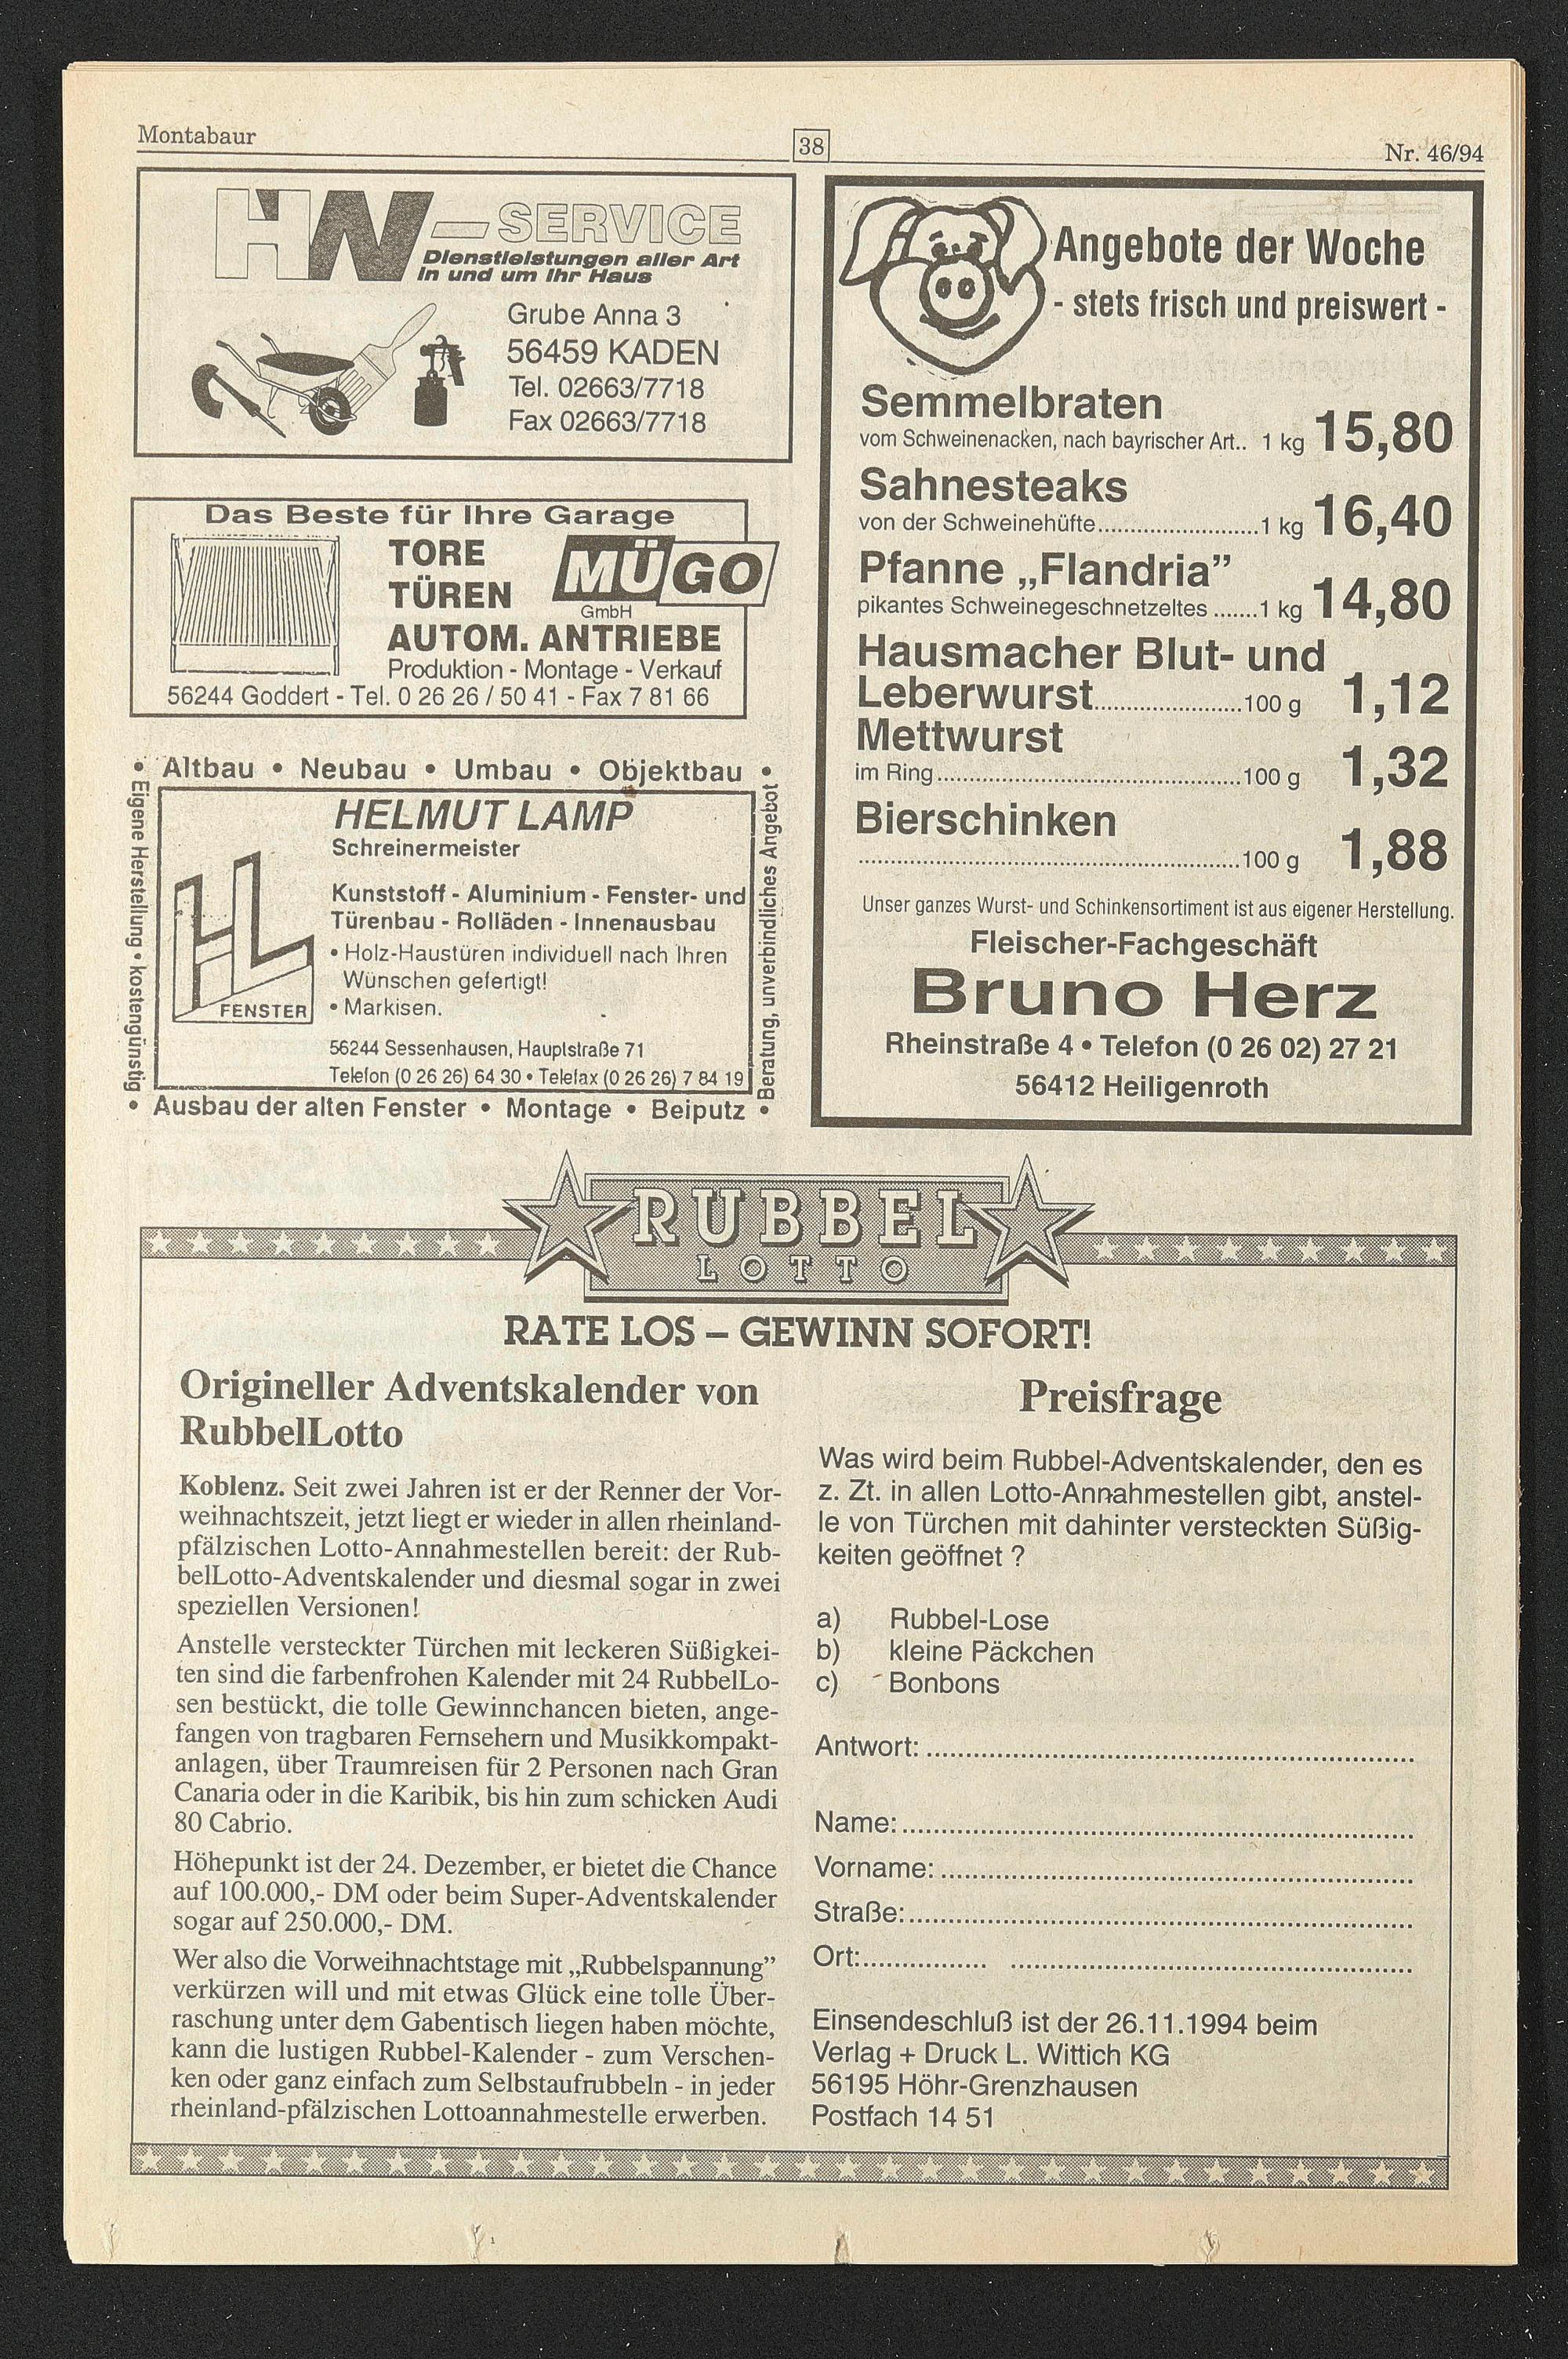 Montabaur
38
Nr. 46/94
HW - SERVICE
Dienstleistungen aller Art
in und um Ihr Haus
Grube Anna 3
56459 KADEN
Tel. 02663/7718
Fax 02663/7718
Das Beste für Ihre Garage
TORE
TÜREN
MÜGO
GmbH
AUTOM. ANTRIEBE
Produktion - Montage - Verkauf
56244 Goddert - Tel. 0 26 26 / 50 41 - Fax 7 81 66
• Altbau • Neubau • Umbau • Objektbau •
Eigene Herstellung • kostengünstig
HELMUT LAMP
Schreinermeister
Kunststoff - Aluminium - Fenster- und
Türenbau - Rolläden - Innenausbau
• Holz-Haustüren individuell nach Ihren
Wünschen gefertigt!
• Markisen.
HL
FENSTER
56244 Sessenhausen, Hauptstraße 71
Telefon (0 26 26) 64 30 • Telefax (0 26 26) 7 84 19
Beratung, unverbindliches Angebot
• Ausbau der alten Fenster • Montage • Beiputz •
Angebote der Woche
- stets frisch und preiswert -
Semmelbraten
vom Schweinenacken, nach bayrischer Art.. 1 kg 15,80
Sahnesteaks
von der Schweinehüfte..........................1 kg 16,40
Pfanne „Flandria”
pikantes Schweinegeschnetzeltes .......1 kg 14,80
Hausmacher Blut- und
Leberwurst........................100 g 1,12
Mettwurst
im Ring................................................100 g 1,32
Bierschinken
............................................................100 g 1,88
Unser ganzes Wurst- und Schinkensortiment ist aus eigener Herstellung.
Fleischer-Fachgeschäft
Bruno Herz
Rheinstraße 4 • Telefon (0 26 02) 27 21
56412 Heiligenroth
RUBBEL
LOTTO
RATE LOS – GEWINN SOFORT!
Origineller Adventskalender von
RubbelLotto
Koblenz. Seit zwei Jahren ist er der Renner der Vor-
weihnachtszeit, jetzt liegt er wieder in allen rheinland-
pfälzischen Lotto-Annahmestellen bereit: der Rub-
belLotto-Adventskalender und diesmal sogar in zwei
speziellen Versionen!
Anstelle versteckter Türchen mit leckeren Süßigkei-
ten sind die farbenfrohen Kalender mit 24 RubbelLo-
sen bestückt, die tolle Gewinnchancen bieten, ange-
fangen von tragbaren Fernsehern und Musikkompakt-
anlagen, über Traumreisen für 2 Personen nach Gran
Canaria oder in die Karibik, bis hin zum schicken Audi
80 Cabrio.
Höhepunkt ist der 24. Dezember, er bietet die Chance
auf 100.000,- DM oder beim Super-Adventskalender
sogar auf 250.000,- DM.
Wer also die Vorweihnachtstage mit „Rubbelspannung”
verkürzen will und mit etwas Glück eine tolle Über-
raschung unter dem Gabentisch liegen haben möchte,
kann die lustigen Rubbel-Kalender - zum Verschen-
ken oder ganz einfach zum Selbstaufrubbeln - in jeder
rheinland-pfälzischen Lottoannahmestelle erwerben.
Preisfrage
Was wird beim Rubbel-Adventskalender, den es
z. Zt. in allen Lotto-Annahmestellen gibt, anstel-
le von Türchen mit dahinter versteckten Süßig-
keiten geöffnet ?
a) Rubbel-Lose
b) kleine Päckchen
c) Bonbons
Antwort: ................................................................
Name: ...................................................................
Vorname: ..............................................................
Straße: ..................................................................
Ort: ................ .....................................................
Einsendeschluß ist der 26.11.1994 beim
Verlag + Druck L. Wittich KG
56195 Höhr-Grenzhausen
Postfach 14 51